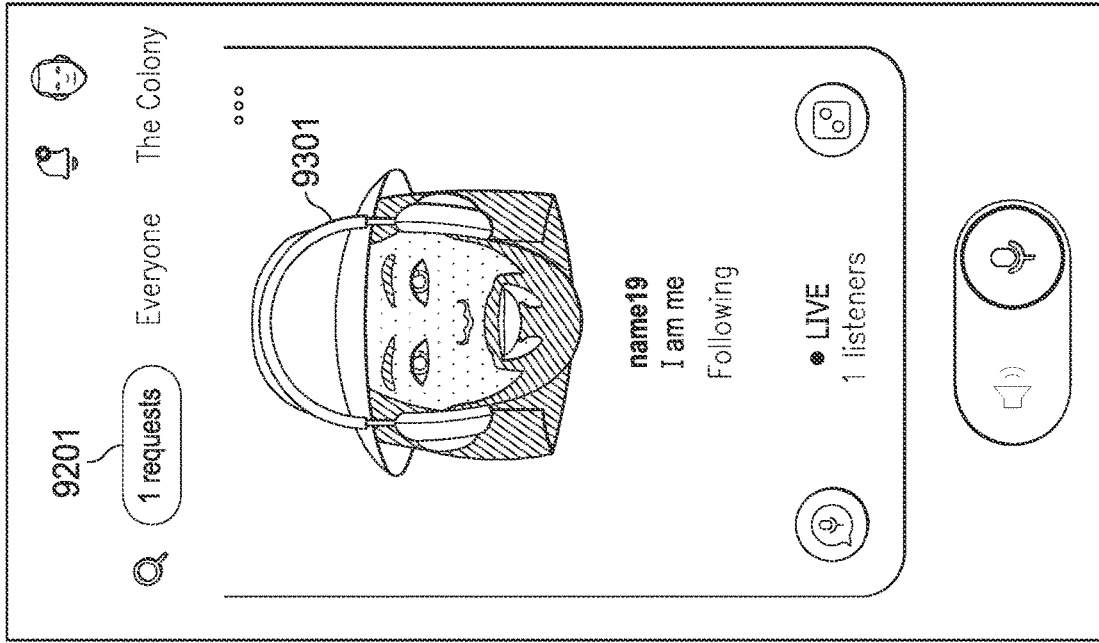 9201
1 requests Everyone The Colony
9301
name19
I am me
Following
LIVE
1 listeners